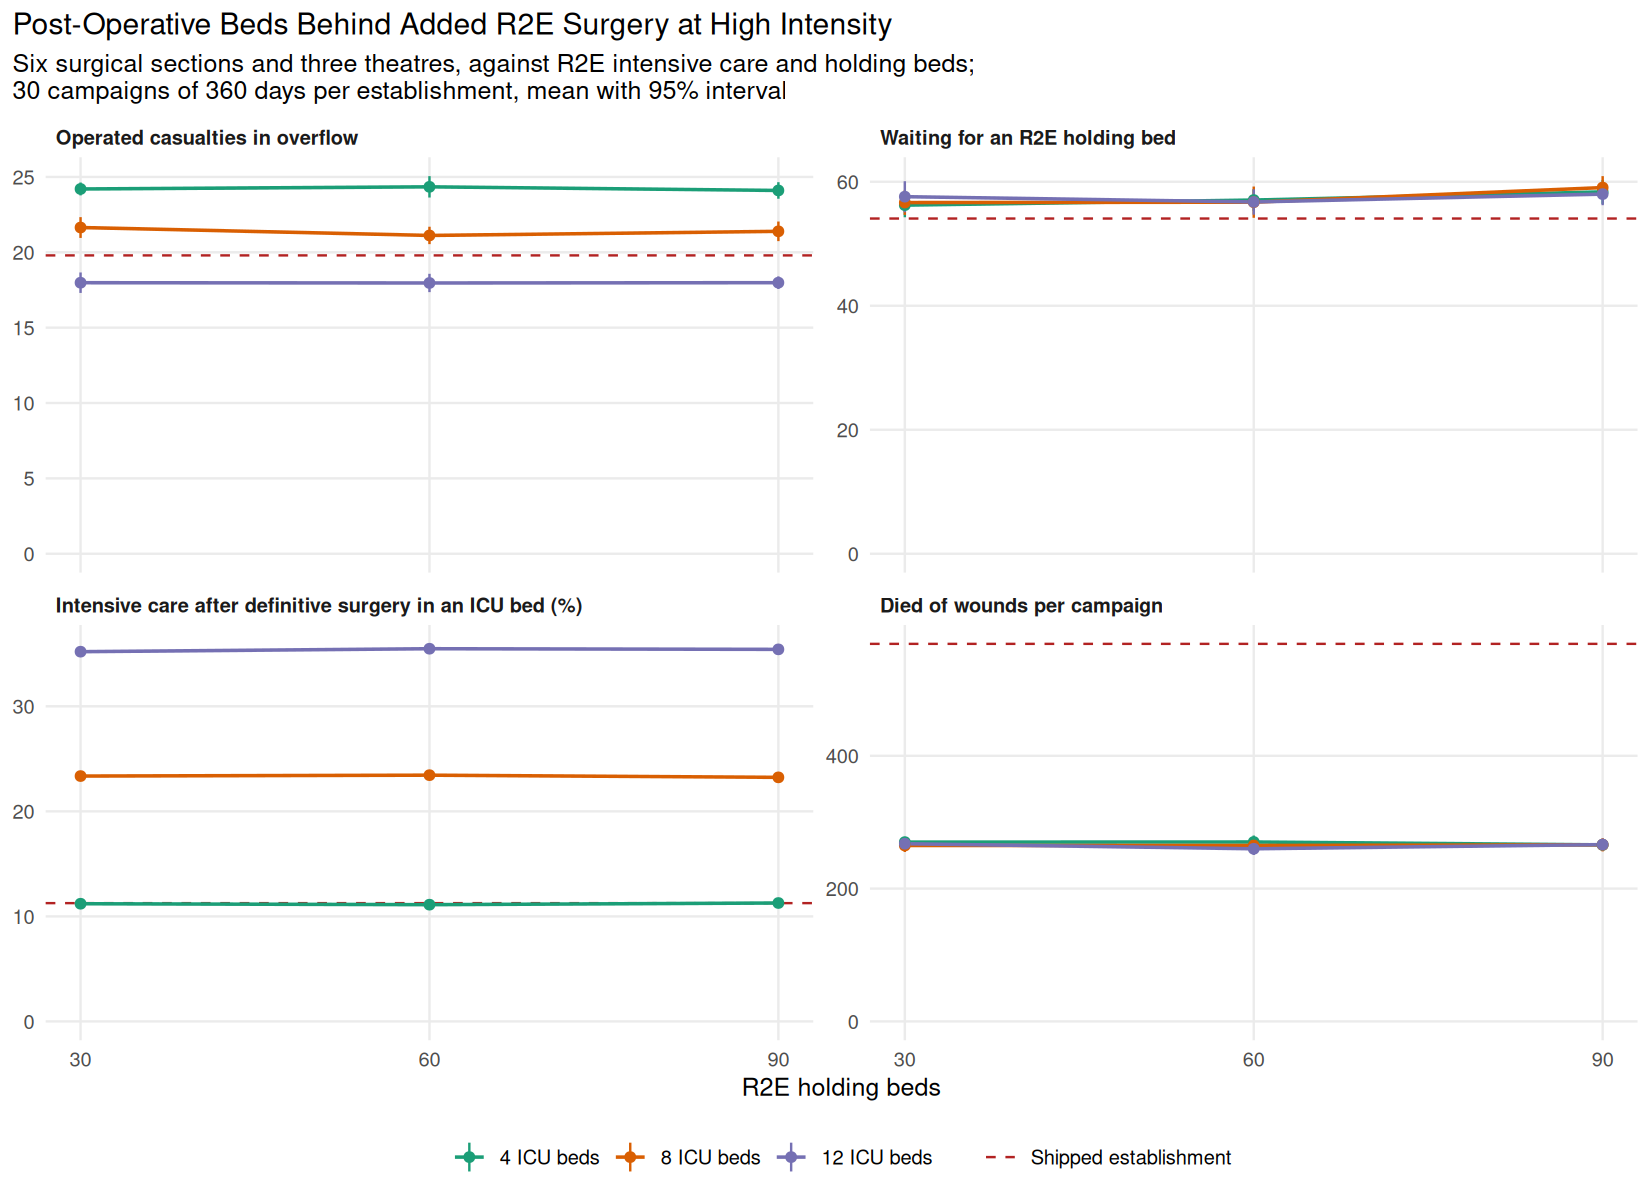 Post-Operative Beds Behind Added R2E Surgery at High Intensity
Six surgical sections and three theatres, against R2E intensive care and holding beds;
30 campaigns of 360 days per establishment, mean with 95% interval
Operated casualties in overflow
25
20
15
10
5
0
Waiting for an R2E holding bed
60
40
20
0
Intensive care after definitive surgery in an ICU bed (%)
30
20
10
0
30 60 90
Died of wounds per campaign
400
200
0
30 60 90
R2E holding beds
4 ICU beds 8 ICU beds 12 ICU beds Shipped establishment